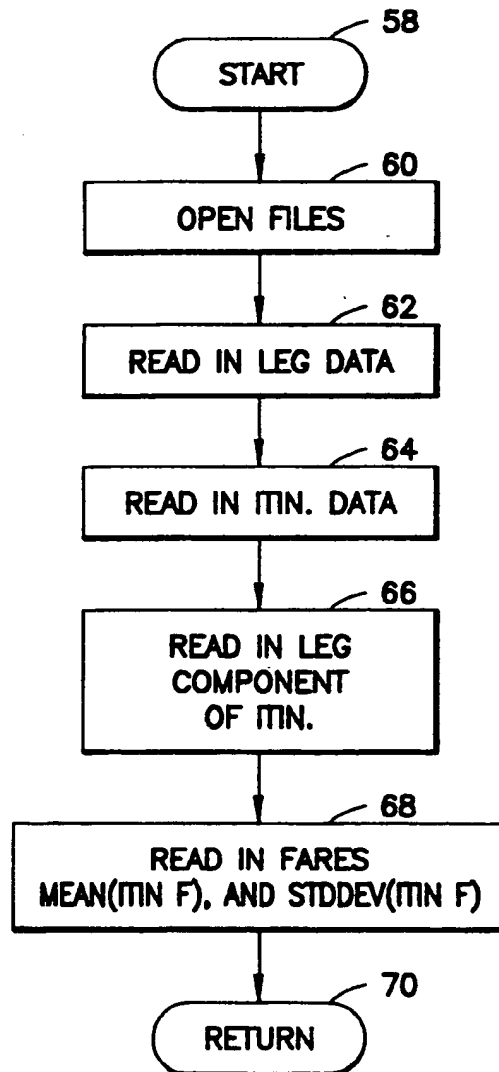 58
START
60
OPEN FILES
62
READ IN LEG DATA
64
READ IN ITIN. DATA
66
READ IN LEG
COMPONENT
OF ITIN.
68
READ IN FARES
MEAN(ITIN F), AND STDDEV(ITIN F)
70
RETURN